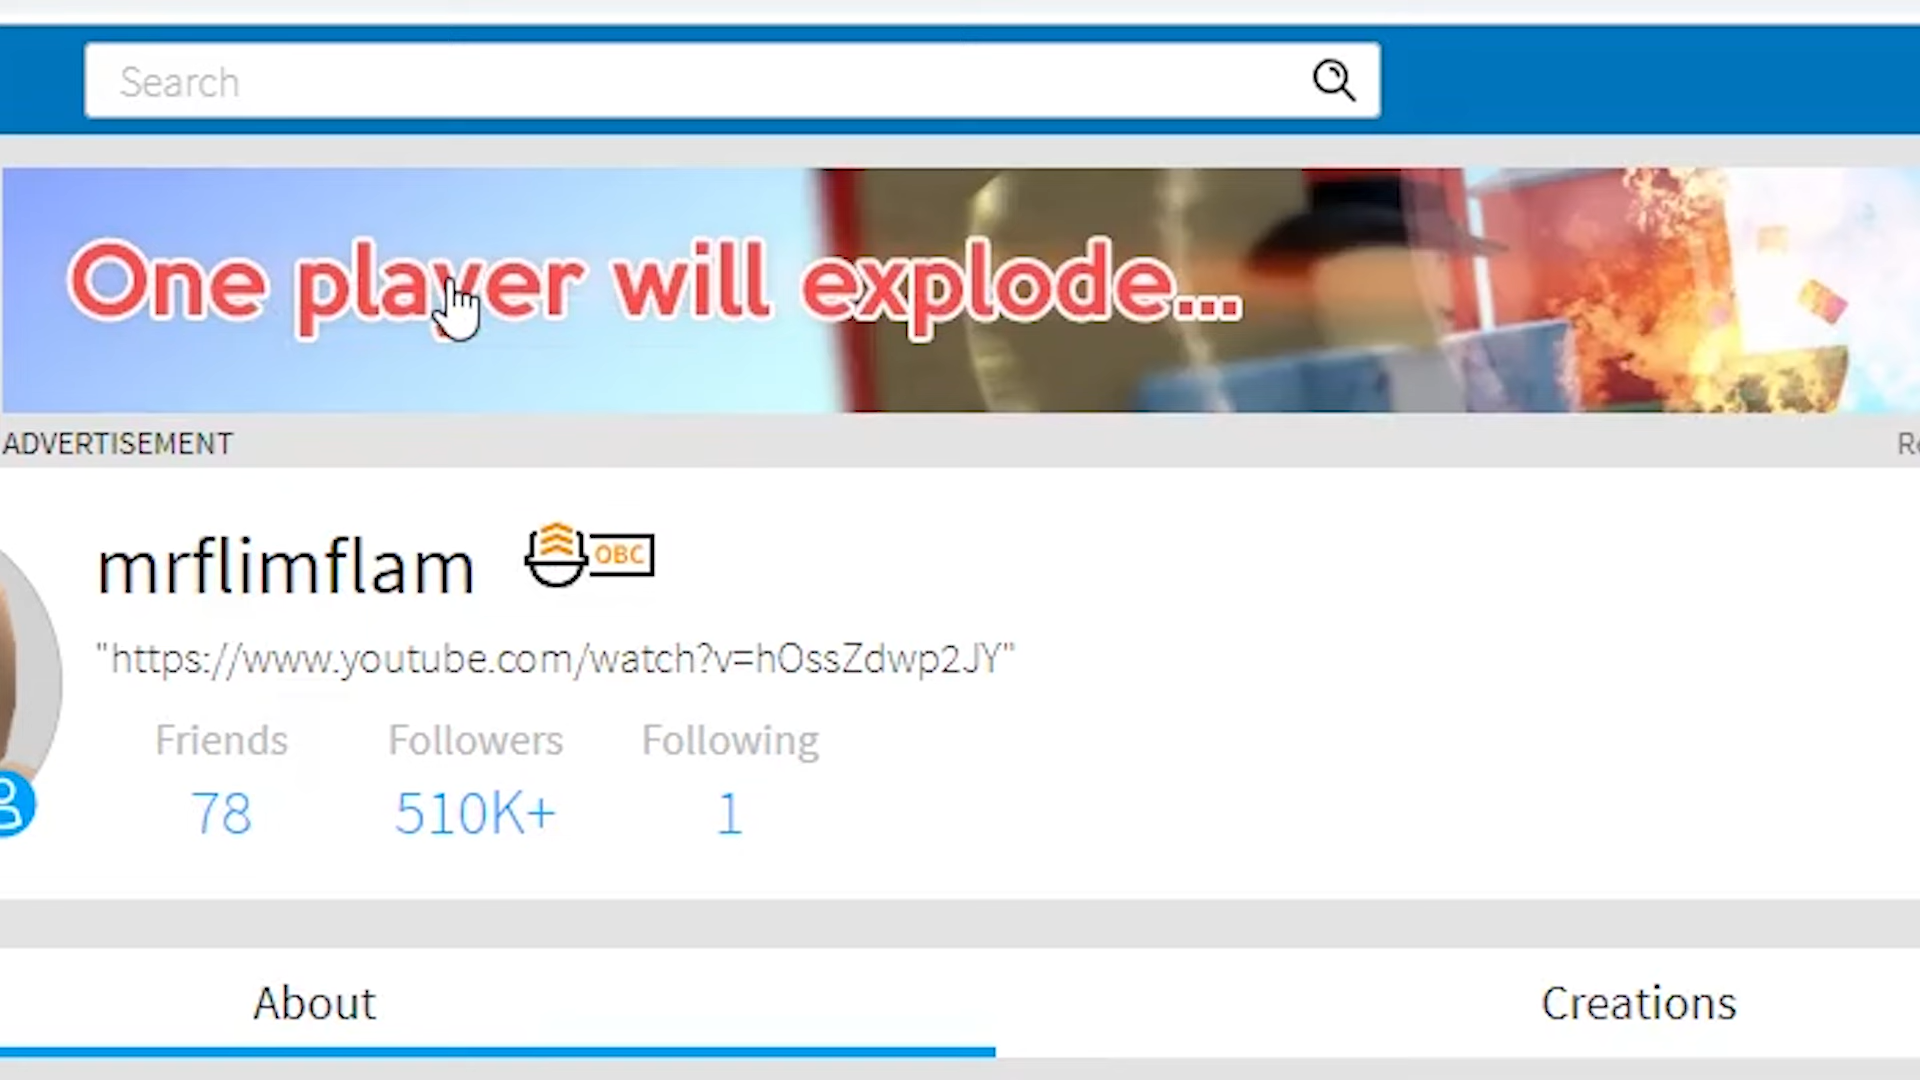 Search
One player will explode...
ADVERTISEMENT
mrflimflam OBC
"https://www.youtube.com/watch?v=hOssZdwp2JY"
Friends Followers Following
78 510K+ 1
About Creations